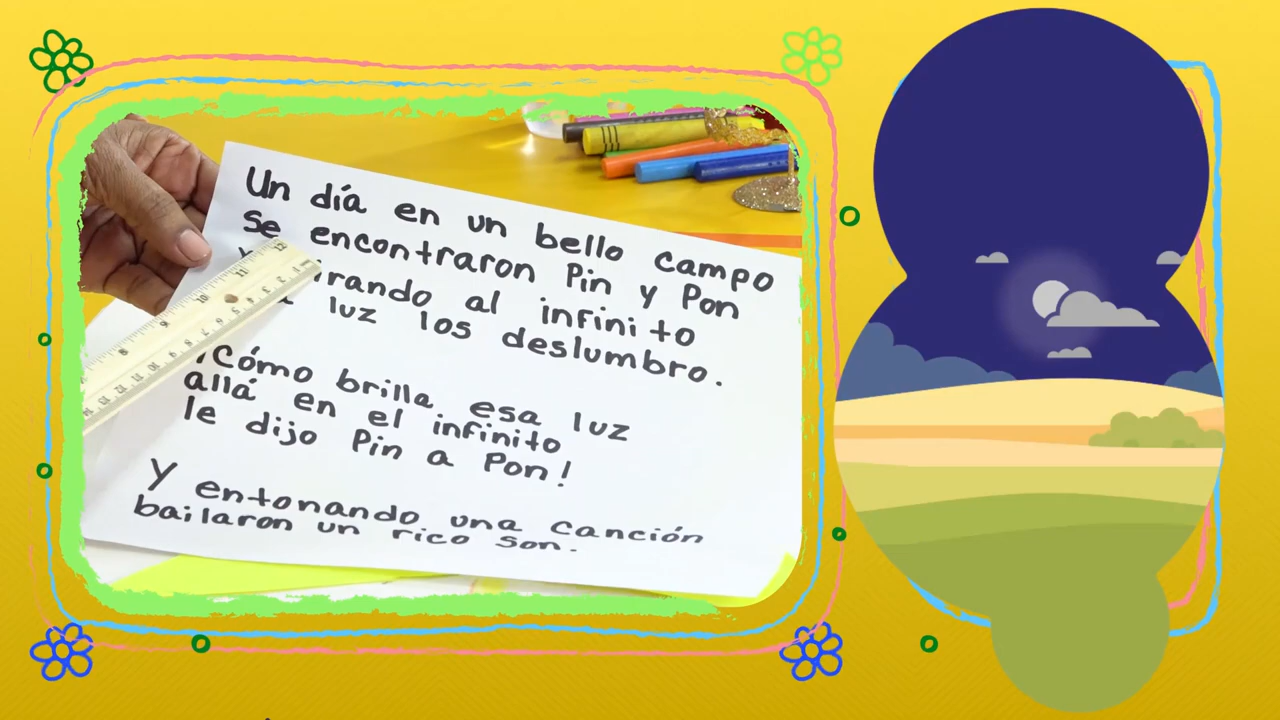 Un día en un bello campo
se encontraron Pin y Pon
al infinito
luz los deslumbro.
¡Cómo brilla esa luz
allá en el infinito
le dijo Pin a Pon!
Y entonando una canción
bailaron un rico son.